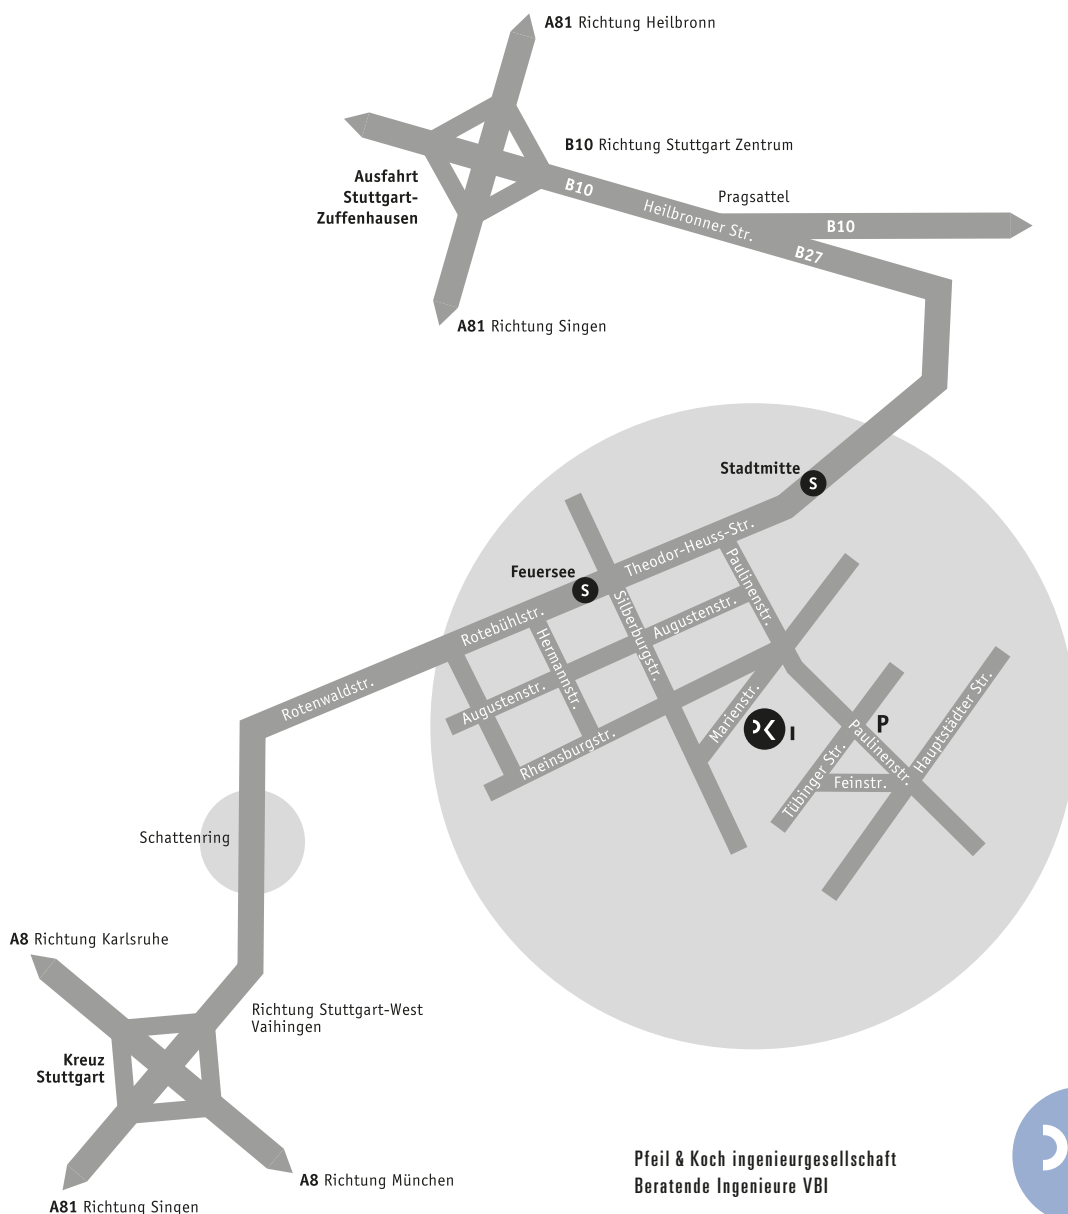 A81 Richtung Heilbronn
B10 Richtung Stuttgart Zentrum
Ausfahrt
Stuttgart-
Zuffenhausen
B10
Pragsattel
Heilbronner Str.
B10
B27
A81 Richtung Singen
Stadtmitte
S
Theodor-Heuss-Str.
Feuersee
S
Paulinenstr.
Silberburgstr.
Augustenstr.
Rotebühlstr.
Hermannstr.
Rotenwaldstr.
Augustenstr.
Marienstr.
Rheinsburgstr.
I
P
Paulinenstr.
Hauptstädter Str.
Tübinger Str.
Feinstr.
Schattenring
A8 Richtung Karlsruhe
Richtung Stuttgart-West
Vaihingen
Kreuz
Stuttgart
A8 Richtung München
A81 Richtung Singen
Pfeil & Koch ingenieurgesellschaft
Beratende Ingenieure VBI